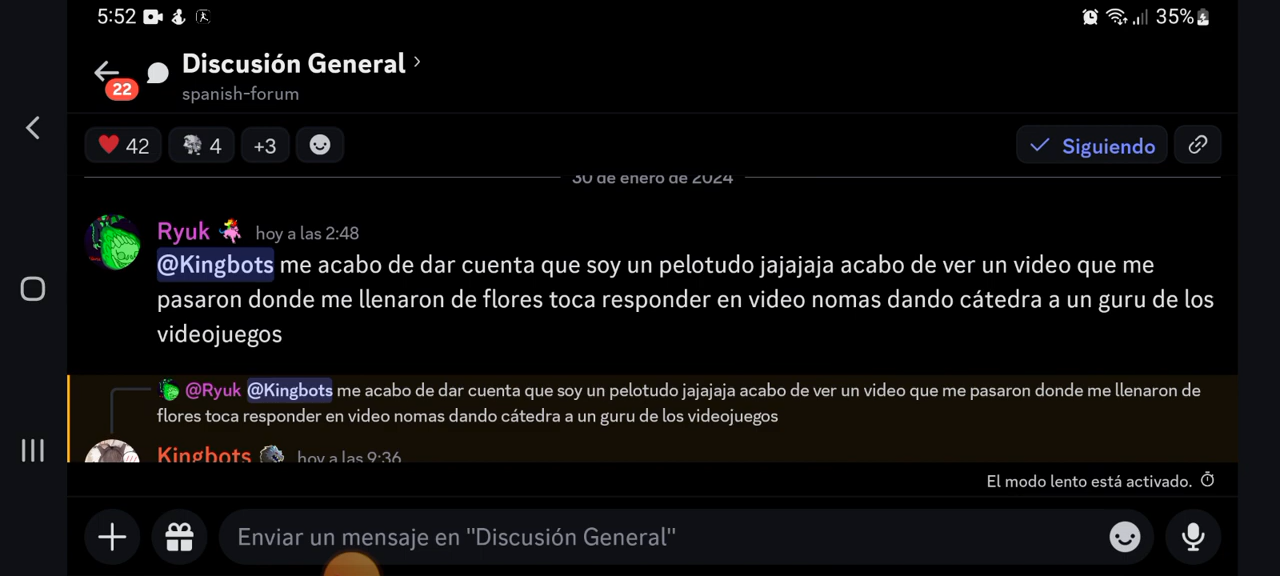 5:52
35%
Discusión General ›
22
spanish-forum
42
4
+3
Siguiendo
30 de enero de 2024
Ryuk hoy a las 2:48
@Kingbots me acabo de dar cuenta que soy un pelotudo jajajaja acabo de ver un video que me
pasaron donde me llenaron de flores toca responder en video nomas dando cátedra a un guru de los
videojuegos
@Ryuk @Kingbots me acabo de dar cuenta que soy un pelotudo jajajaja acabo de ver un video que me pasaron donde me llenaron de
flores toca responder en video nomas dando cátedra a un guru de los videojuegos
Kingbots hoy a las 9:36
El modo lento está activado.
Enviar un mensaje en "Discusión General"